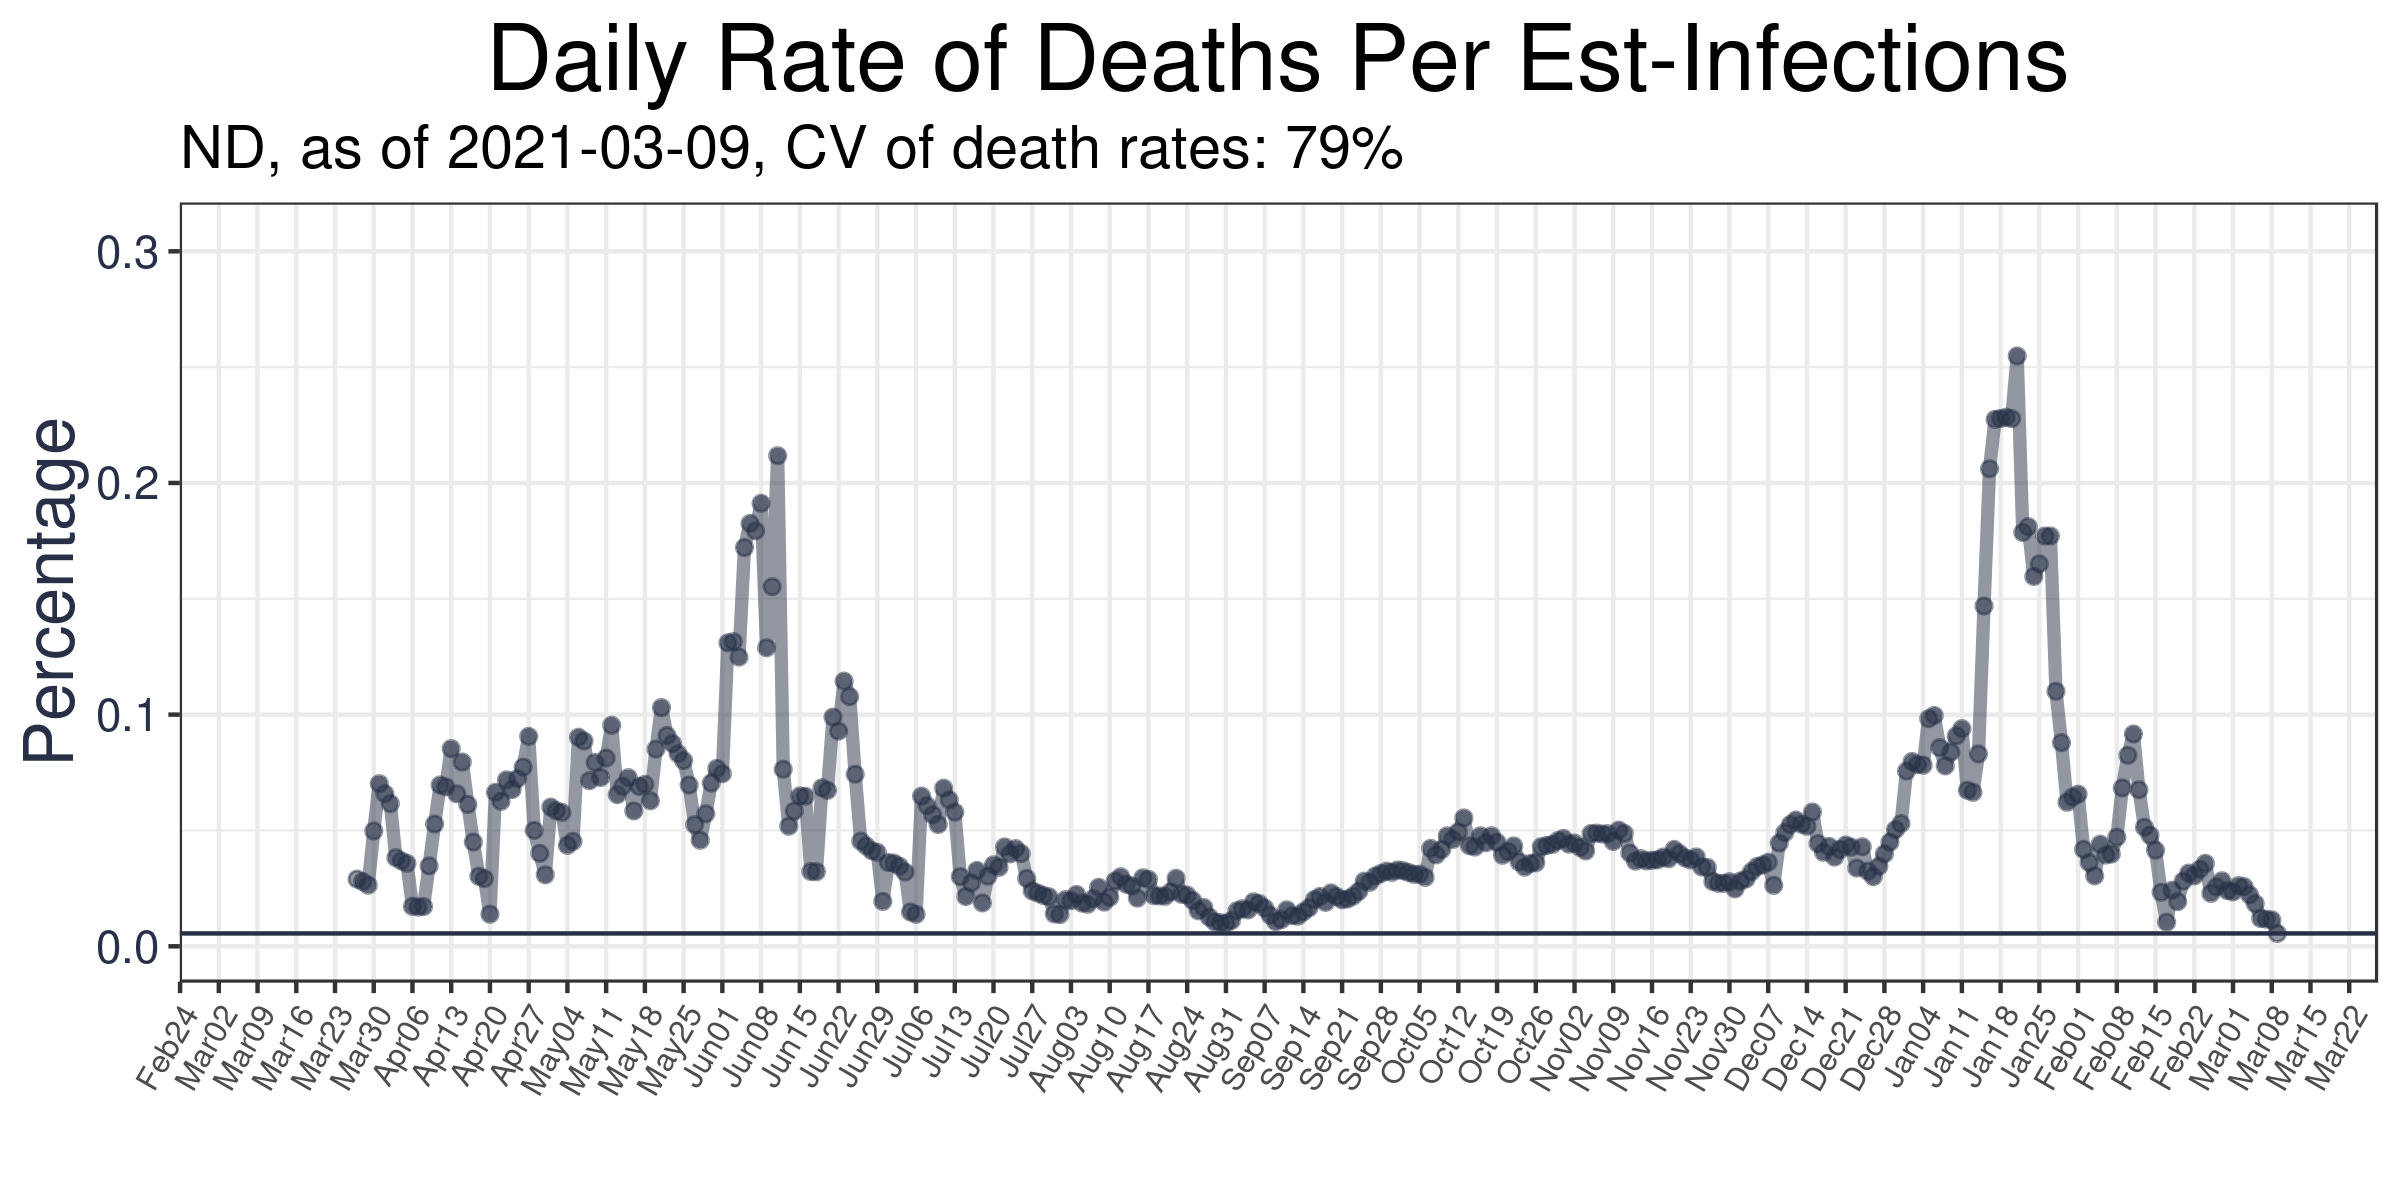 Daily Rate of Deaths Per Est-Infections
ND, as of 2021-03-09, CV of death rates: 79%
Percentage
0.3
0.2
0.1
0.0
Feb24
Mar02
Mar09
Mar16
Mar23
Mar30
Apr06
Apr13
Apr20
Apr27
May04
May11
May18
May25
Jun01
Jun08
Jun15
Jun22
Jun29
Jul06
Jul13
Jul20
Jul27
Aug03
Aug10
Aug17
Aug24
Aug31
Sep07
Sep14
Sep21
Sep28
Oct05
Oct12
Oct19
Oct26
Nov02
Nov09
Nov16
Nov23
Nov30
Dec07
Dec14
Dec21
Dec28
Jan04
Jan11
Jan18
Jan25
Feb01
Feb08
Feb15
Feb22
Mar01
Mar08
Mar15
Mar22